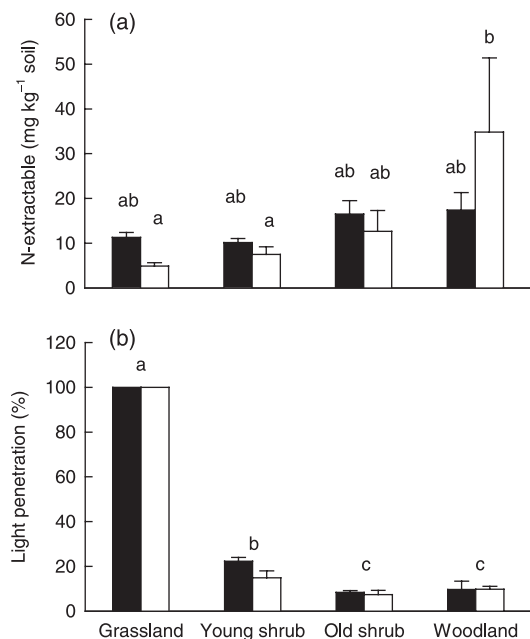 (a)
N-extractable (mg kg⁻¹ soil)
60
50
40
30
20
10
0
ab
a
ab
a
ab
ab
ab
b
(b)
Light penetration (%)
120
100
80
60
40
20
0
a
b
c
c
Grassland Young shrub Old shrub Woodland